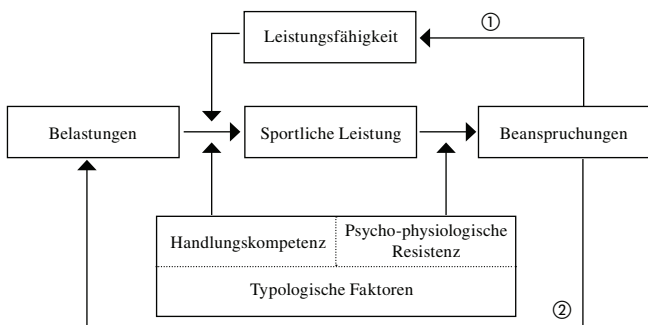 ①
Leistungsfähigkeit
Belastungen
Sportliche Leistung
Beanspruchungen
Handlungskompetenz
Psycho-physiologische
Resistenz
Typologische Faktoren
②